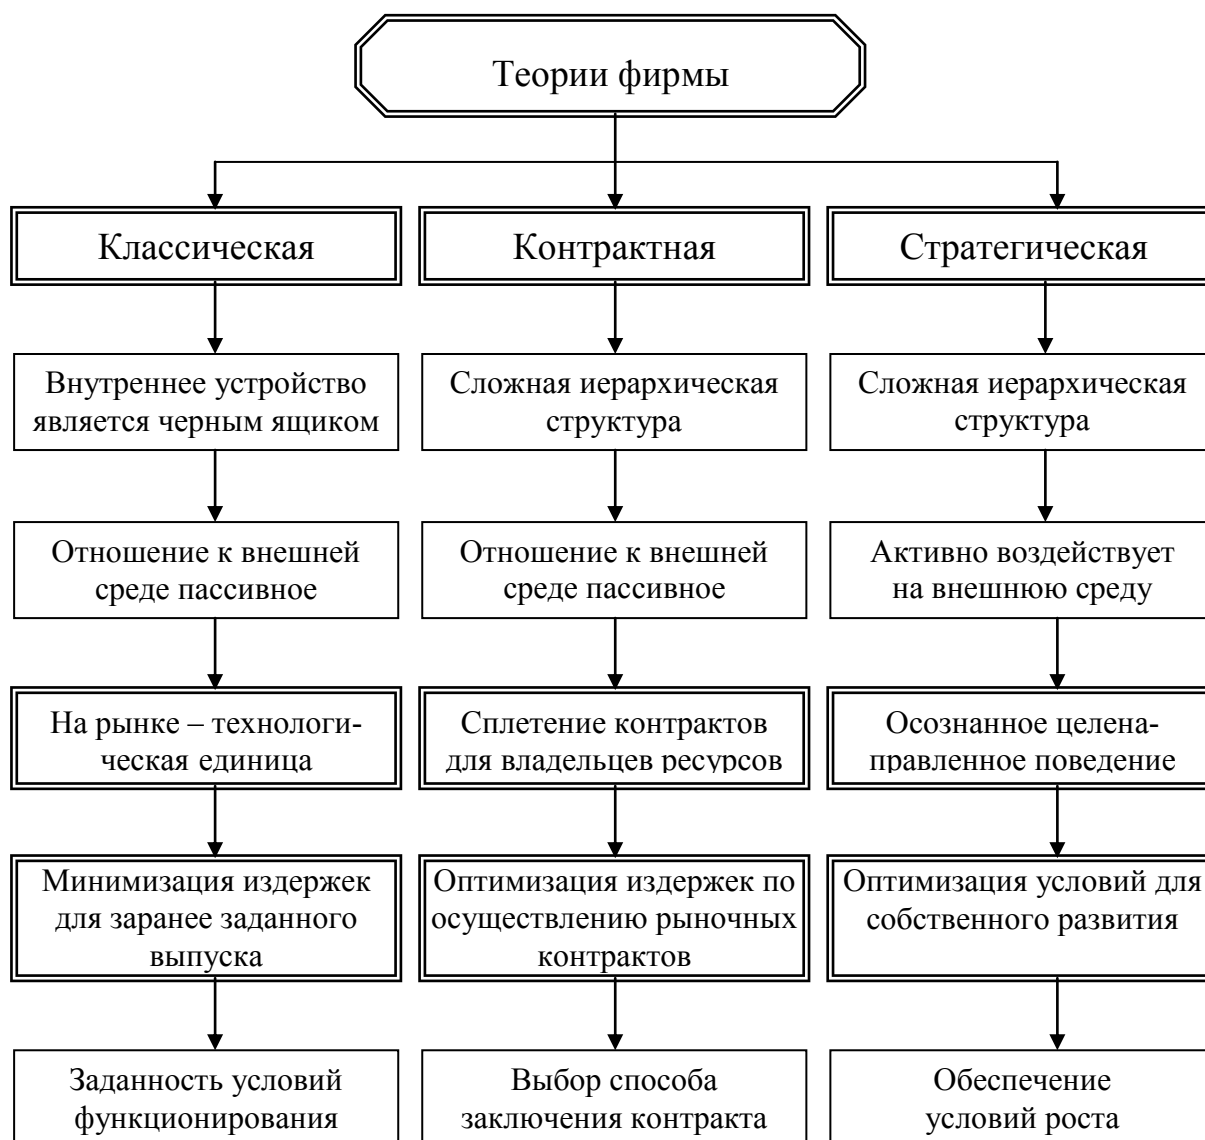 Теории фирмы
Классическая
Контрактная
Стратегическая
Внутреннее устройство
является черным ящиком
Сложная иерархическая
структура
Сложная иерархическая
структура
Отношение к внешней
среде пассивное
Отношение к внешней
среде пассивное
Активно воздействует
на внешнюю среду
На рынке – технологи-
ческая единица
Сплетение контрактов
для владельцев ресурсов
Осознанное целена-
правленное поведение
Минимизация издержек
для заранее заданного
выпуска
Оптимизация издержек по
осуществлению рыночных
контрактов
Оптимизация условий для
собственного развития
Заданность условий
функционирования
Выбор способа
заключения контракта
Обеспечение
условий роста